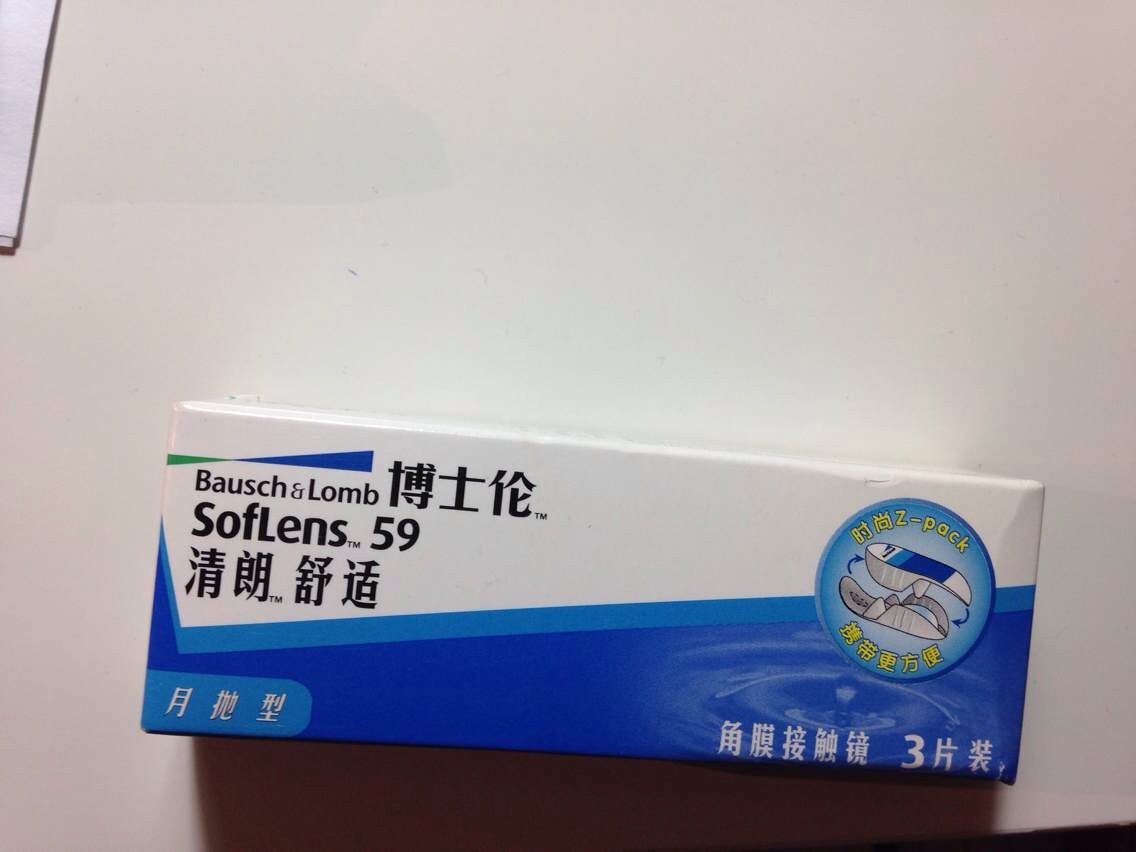 Bausch & Lomb 博士伦™
SofLens™ 59
清朗™ 舒适
时尚Z-pack
携带更方便
月抛型
角膜接触镜 3片装